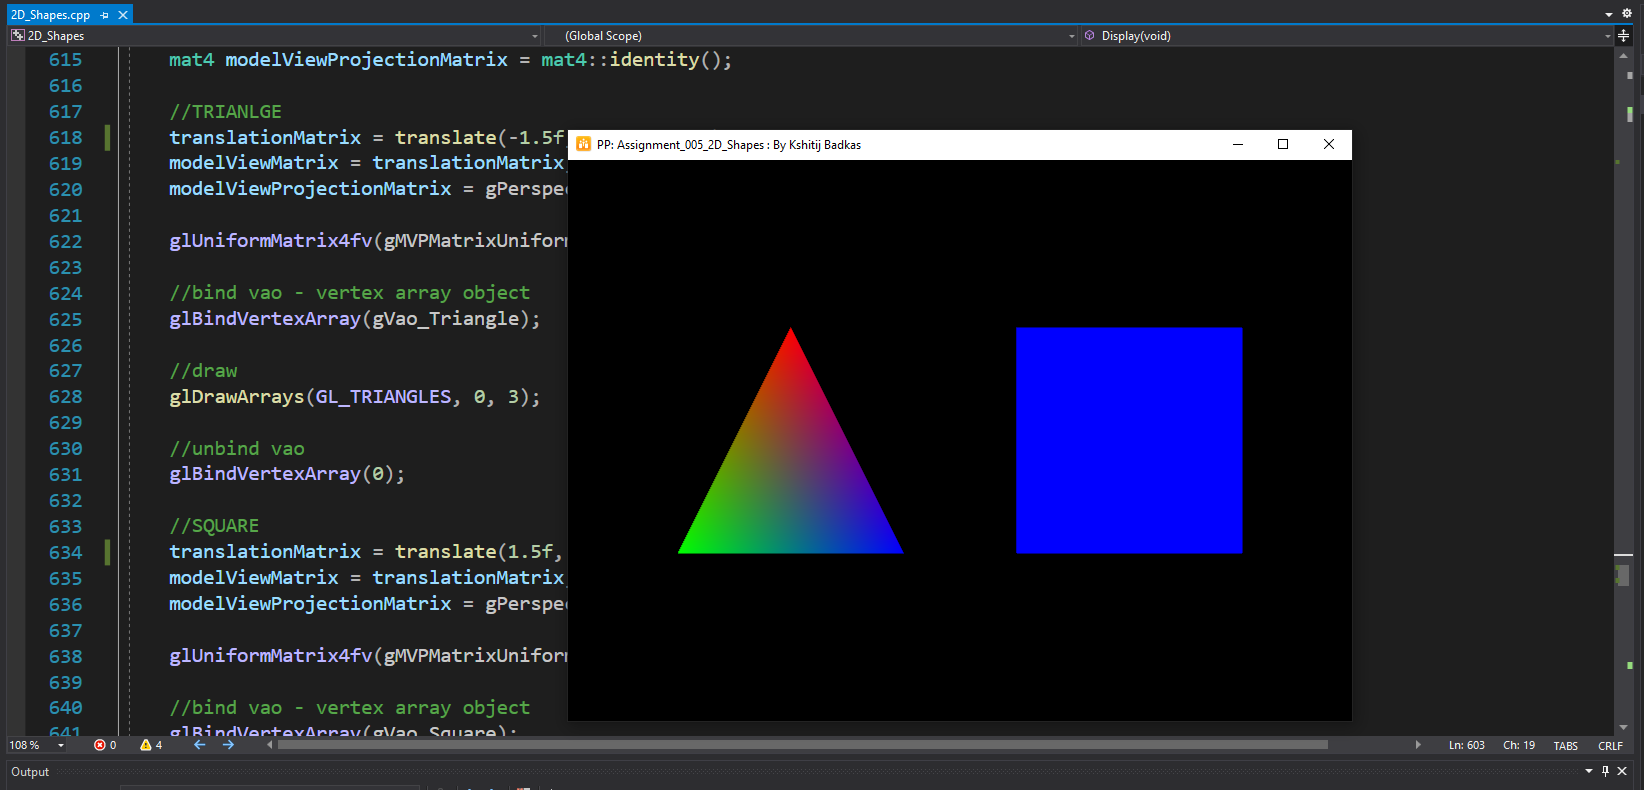 2D_Shapes.cpp
2D_Shapes (Global Scope) Display(void)
615 mat4 modelViewProjectionMatrix = mat4::identity();
616
617 //TRIANLGE
618 translationMatrix = translate(-1.5f
619 modelViewMatrix = translationMatrix
620 modelViewProjectionMatrix = gPerspec
621
622 glUniformMatrix4fv(gMVPMatrixUniform
623
624 //bind vao - vertex array object
625 glBindVertexArray(gVao_Triangle);
626
627 //draw
628 glDrawArrays(GL_TRIANGLES, 0, 3);
629
630 //unbind vao
631 glBindVertexArray(0);
632
633 //SQUARE
634 translationMatrix = translate(1.5f,
635 modelViewMatrix = translationMatrix
636 modelViewProjectionMatrix = gPerspec
637
638 glUniformMatrix4fv(gMVPMatrixUniform
639
640 //bind vao - vertex array object
641 glBindVertexArray(gVao_Square);
PP: Assignment_005_2D_Shapes : By Kshitij Badkas
108 % 0 4 Ln: 603 Ch: 19 TABS CRLF
Output